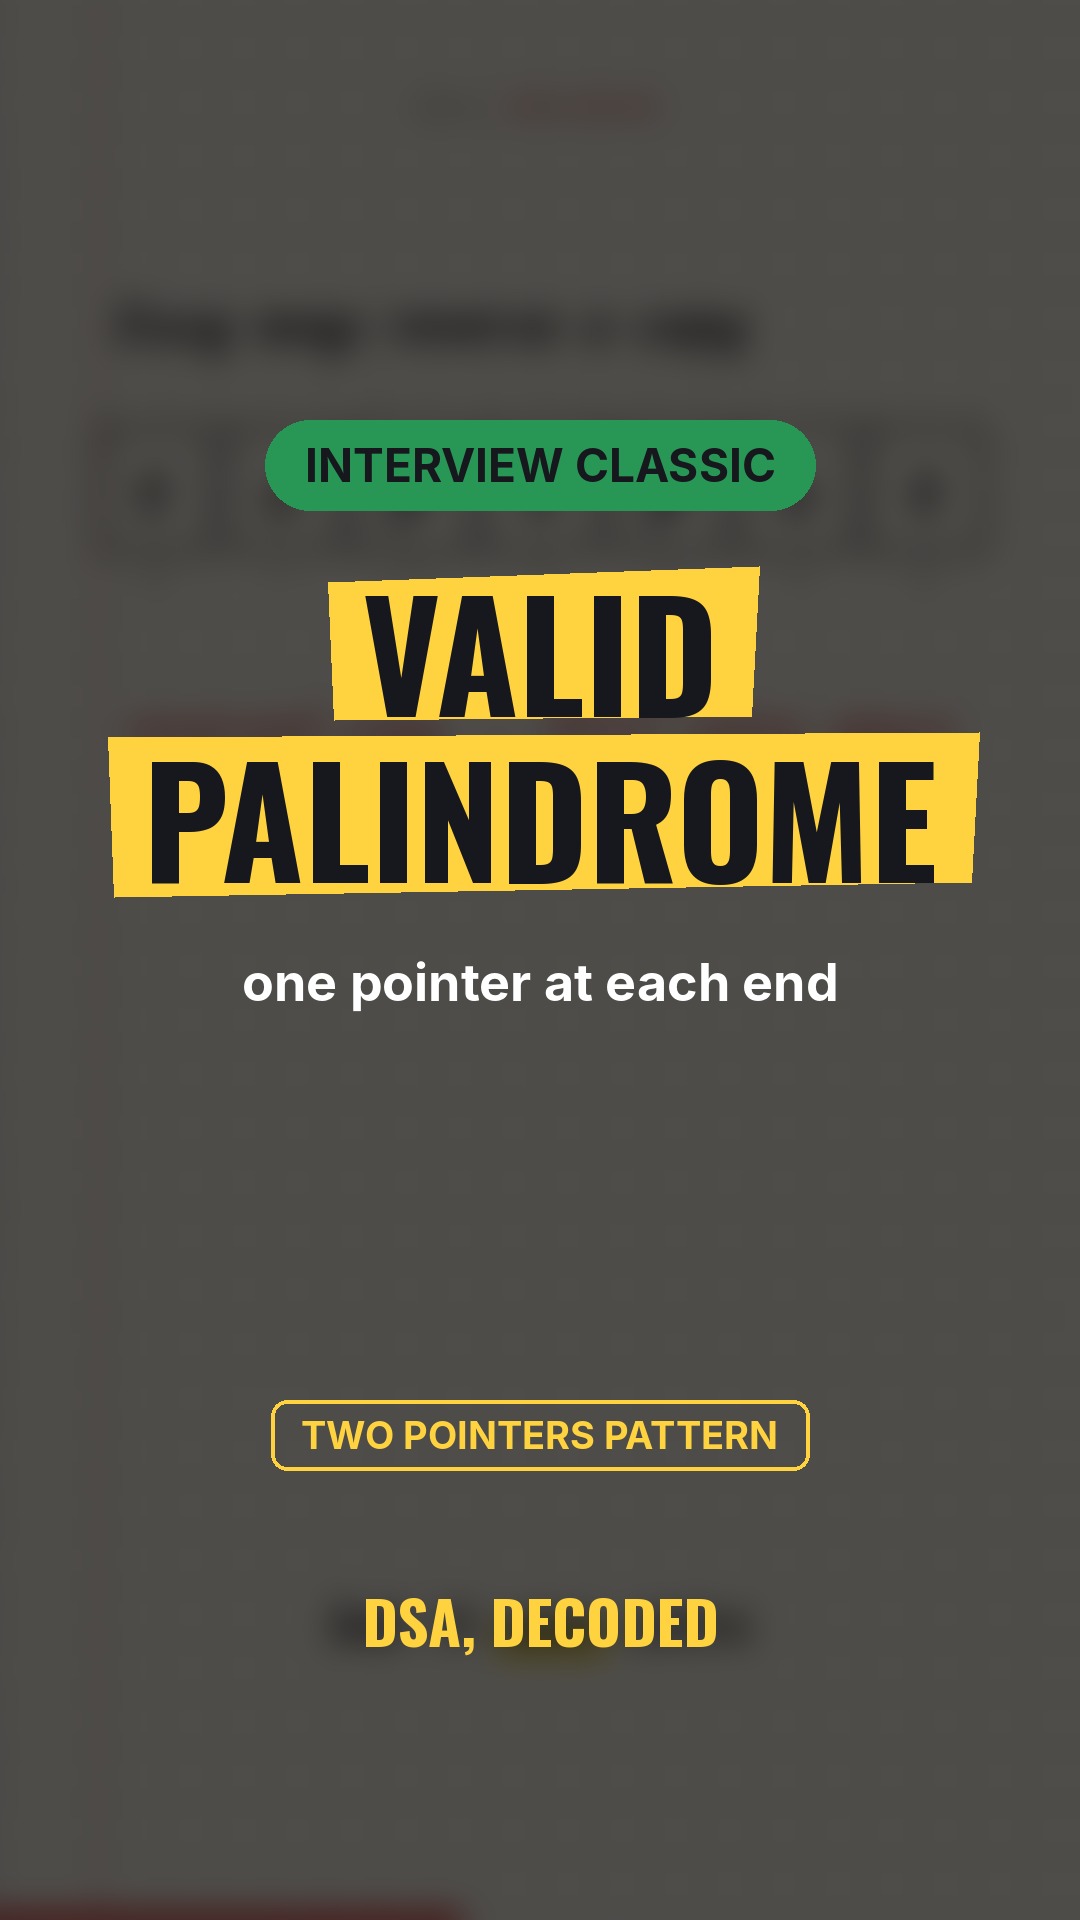 INTERVIEW CLASSIC
VALID
PALINDROME
one pointer at each end
TWO POINTERS PATTERN
DSA, DECODED